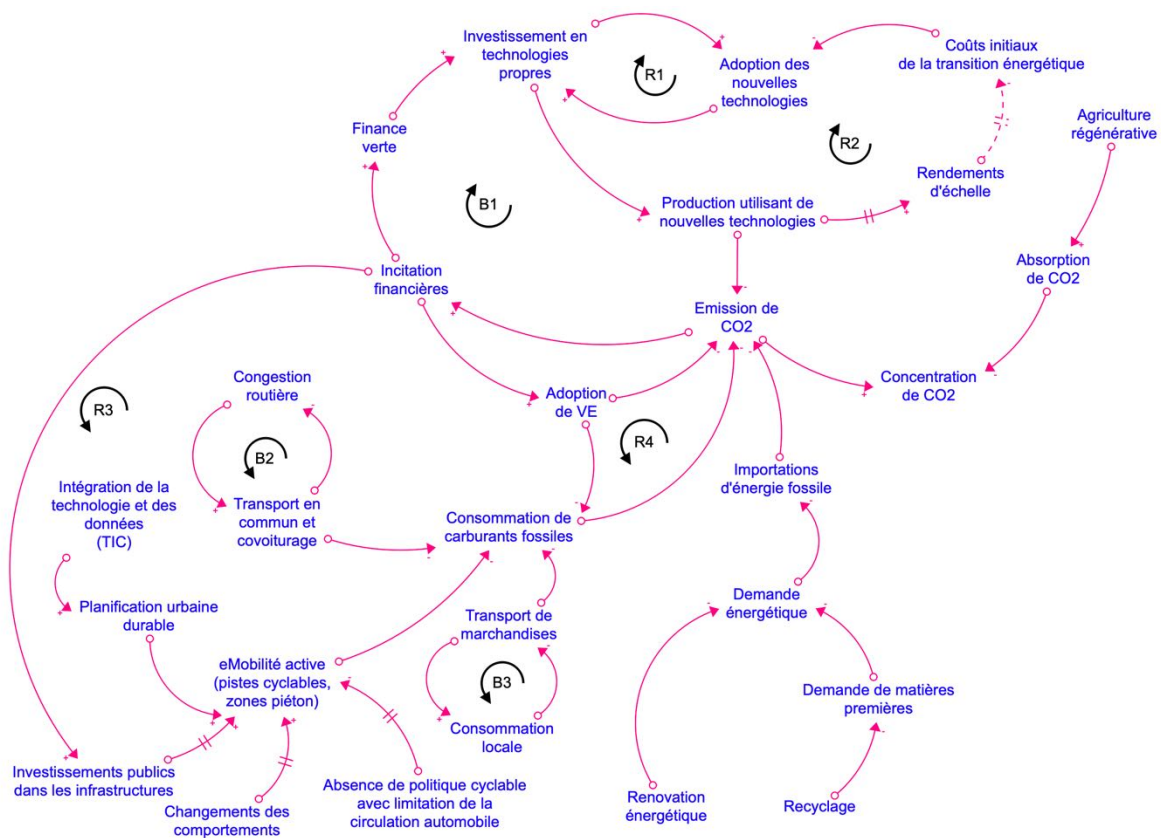 Investissement en
technologies
propres
R1
Adoption des
nouvelles
technologies
Coûts initiaux
de la transition énergétique
Finance
verte
R2
Agriculture
régénérative
Rendements
d'échelle
B1
Production utilisant de
nouvelles technologies
Incitation
financières
Absorption
de CO2
Emission de
CO2
Congestion
routière
Adoption
de VE
Concentration
de CO2
R3
B2
R4
Intégration de la
technologie et des
données
(TIC)
Transport en
commun et
covoiturage
Consommation de
carburants fossiles
Importations
d'énergie fossile
Planification urbaine
durable
Transport de
marchandises
Demande
énergétique
eMobilité active
(pistes cyclables,
zones piéton)
B3
Demande de matières
premières
Consommation
locale
Investissements publics
dans les infrastructures
Changements des
comportements
Absence de politique cyclable
avec limitation de la
circulation automobile
Renovation
énergétique
Recyclage